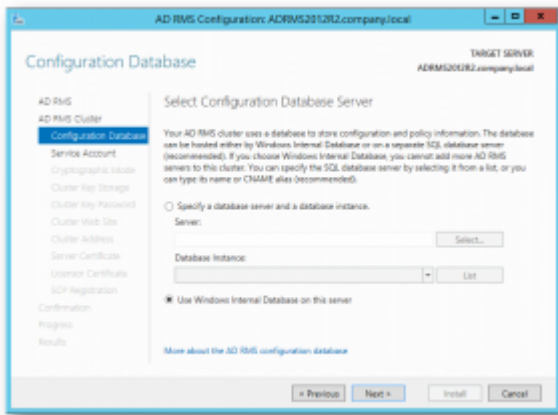 AD RMS Configuration: ADRMS2012R2.company.local
Configuration Database
TARGET SERVER
ADRMS2012R2.company.local
AD RMS
AD RMS Cluster
Configuration Database
Service Account
Cryptographic Mode
Cluster Key Storage
Cluster Key Password
Cluster Web Site
Cluster Address
Server Certificate
Licensor Certificate
SCP Registration
Confirmation
Progress
Results
Select Configuration Database Server
Your AD RMS cluster uses a database to store configuration and policy information. The database
can be hosted either by Windows Internal Database or on a separate SQL database server
(recommended). If you choose Windows Internal Database, you cannot add more AD RMS
servers to this cluster. You can specify the SQL database server by selecting it from a list, or you
can type its name or CNAME alias (recommended).
Specify a database server and a database instance.
Server:
Select...
Database Instance:
List
Use Windows Internal Database on this server
More about the AD RMS configuration database
< Previous
Next >
Install
Cancel